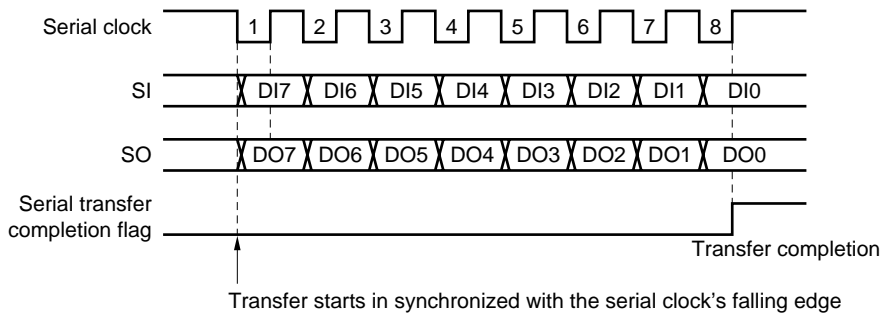 Serial clock 1 2 3 4 5 6 7 8
SI DI7 DI6 DI5 DI4 DI3 DI2 DI1 DI0
SO DO7 DO6 DO5 DO4 DO3 DO2 DO1 DO0
Serial transfer
completion flag
Transfer completion
Transfer starts in synchronized with the serial clock's falling edge